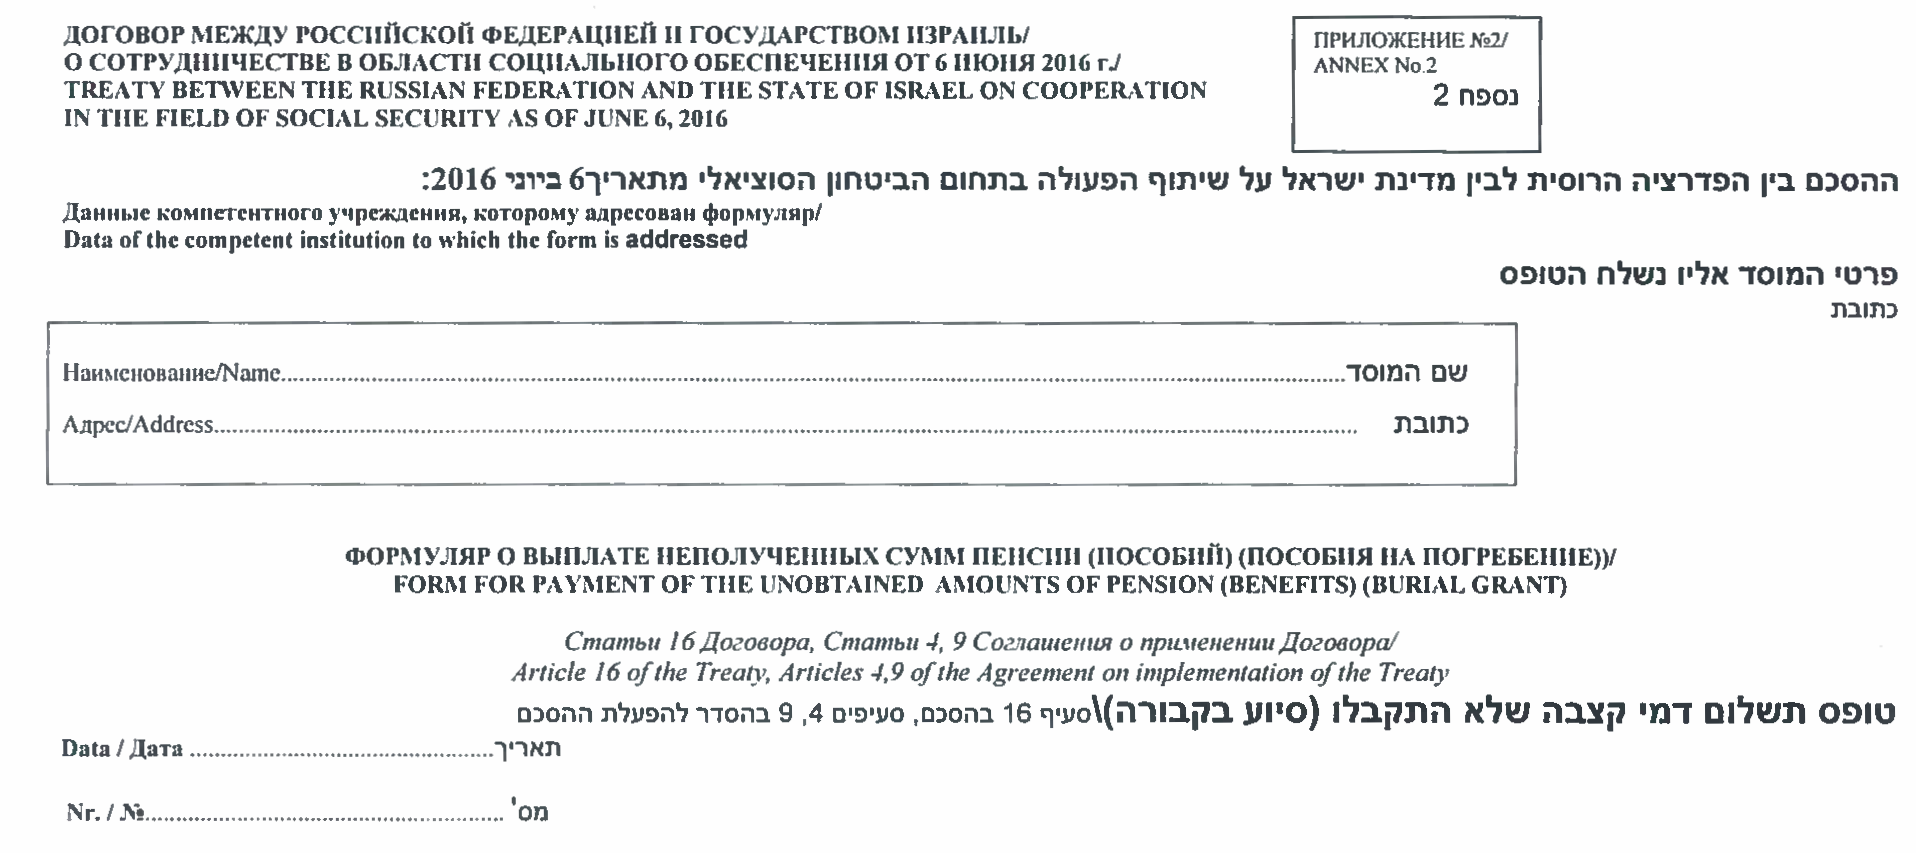 ДОГОВОР МЕЖДУ РОССИЙСКОЙ ФЕДЕРАЦИЕЙ И ГОСУДАРСТВОМ ИЗРАИЛЬ/
О СОТРУДНИЧЕСТВЕ В ОБЛАСТИ СОЦИАЛЬНОГО ОБЕСПЕЧЕНИЯ ОТ 6 ИЮНЯ 2016 г./
TREATY BETWEEN THE RUSSIAN FEDERATION AND THE STATE OF ISRAEL ON COOPERATION
IN THE FIELD OF SOCIAL SECURITY AS OF JUNE 6, 2016
ПРИЛОЖЕНИЕ №2/
ANNEX No.2
נספח 2
ההסכם בין הפדרציה הרוסית לבין מדינת ישראל על שיתוף הפעולה בתחום הביטחון הסוציאלי מתאריך6 ביוני 2016:
Данные компетентного учреждения, которому адресован формуляр/
Data of the competent institution to which the form is addressed
פרטי המוסד אליו נשלח הטופס
כתובת
Наименование/Name..........שם המוסד
Адрес/Address.......... כתובת
ФОРМУЛЯР О ВЫПЛАТЕ НЕПОЛУЧЕННЫХ СУММ ПЕНСИИ (ПОСОБИЙ) (ПОСОБИЯ НА ПОГРЕБЕНИЕ))/
FORM FOR PAYMENT OF THE UNOBTAINED AMOUNTS OF PENSION (BENEFITS) (BURIAL GRANT)
Статьи 16 Договора, Статьи 4, 9 Соглашения о применении Договора/
Article 16 of the Treaty, Articles 4,9 of the Agreement on implementation of the Treaty
טופס תשלום דמי קצבה שלא התקבלו (סיוע בקבורה)\סעיף 16 בהסכם, סעיפים 4, 9 בהסדר להפעלת ההסכם
Data / Дата ..........תאריך
Nr. / №.......... מס'